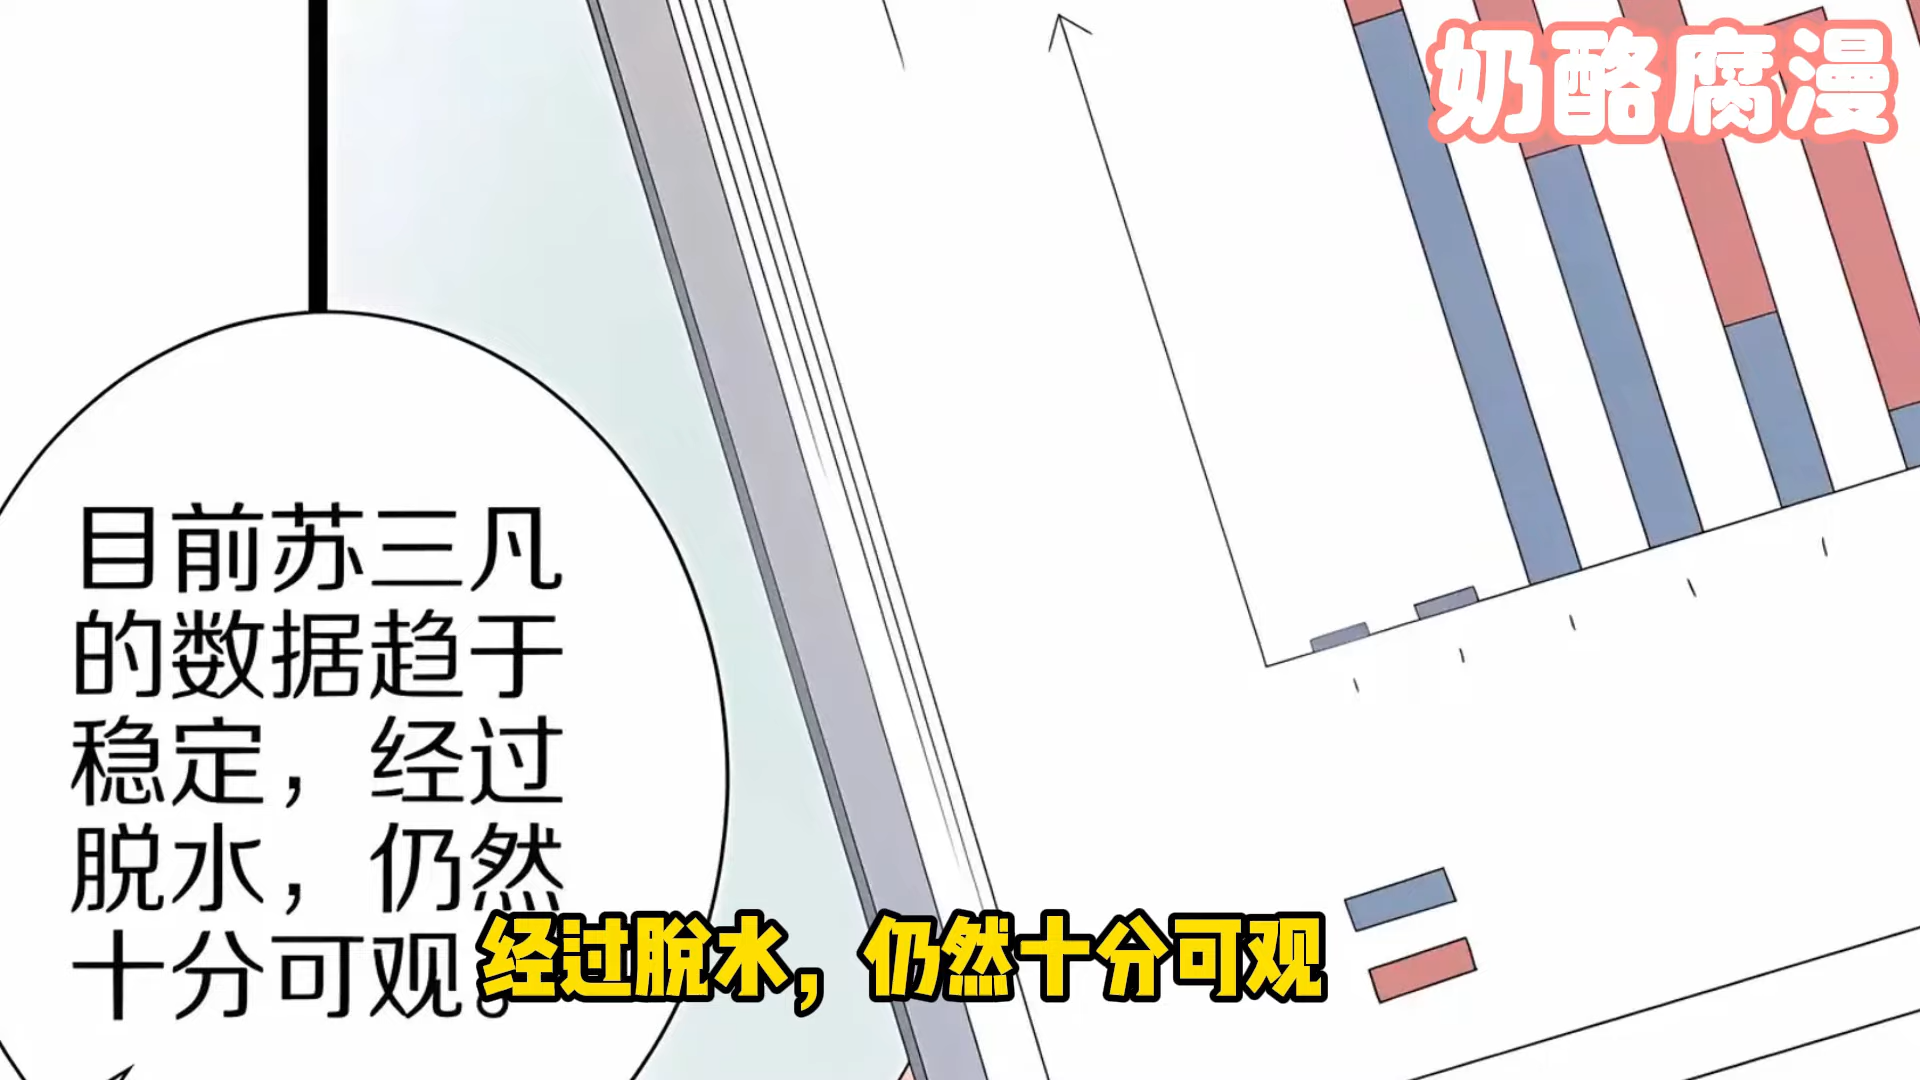 奶酪腐漫
目前苏三凡
的数据趋于
稳定，经过
脱水，仍然
十分可观。
经过脱水，仍然十分可观